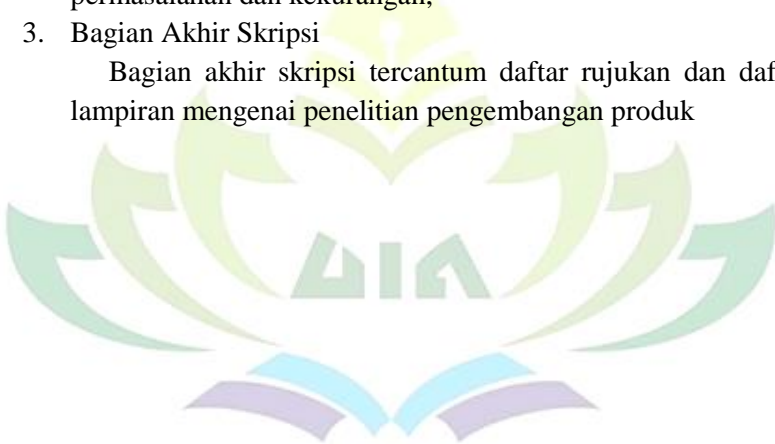 permasalahan dan kekurangan;
3. Bagian Akhir Skripsi
Bagian akhir skripsi tercantum daftar rujukan dan daf
lampiran mengenai penelitian pengembangan produk
UIN